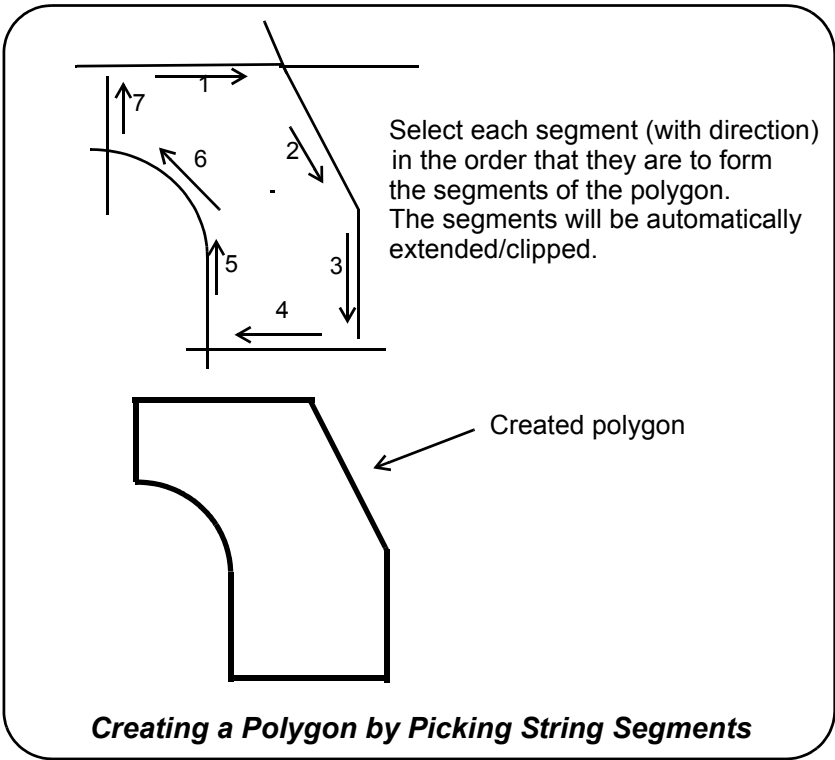 1
7
2
6
5
3
4
Select each segment (with direction)
in the order that they are to form
the segments of the polygon.
The segments will be automatically
extended/clipped.
Created polygon
Creating a Polygon by Picking String Segments